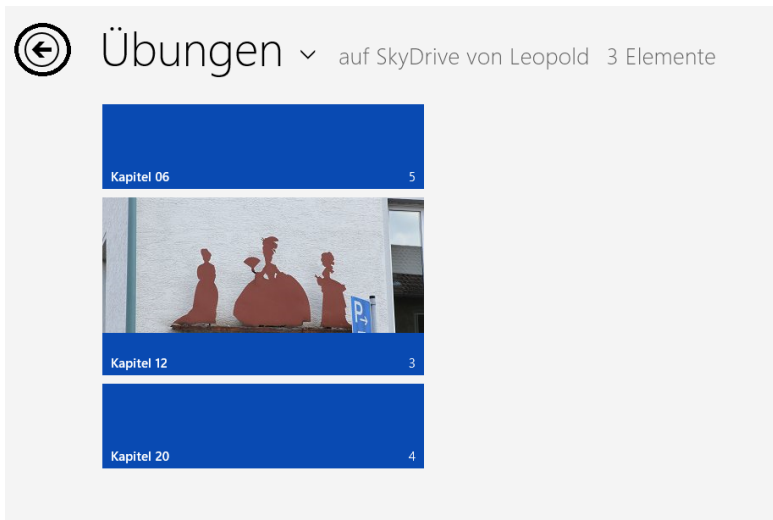 Übungen auf SkyDrive von Leopold 3 Elemente
Kapitel 06 5
P
Kapitel 12 3
Kapitel 20 4